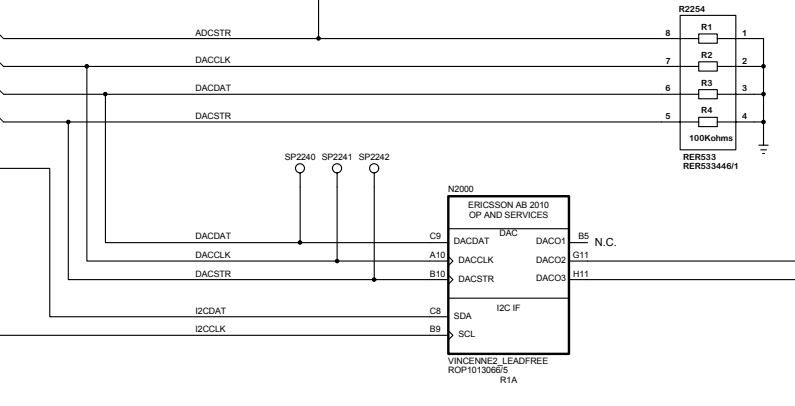 R2254
ADCSTR 8 R1 1
DACCLK 7 R2 2
DACDAT 6 R3 3
DACSTR 5 R4 4
100Kohms
RER533
RER533446/1
SP2240 SP2241 SP2242
N2000
ERICSSON AB 2010
OP AND SERVICES
DAC
DACDAT C9 DACDAT DACO1 B5 N.C.
DACCLK A10 DACCLK DACO2 G11
DACSTR B10 DACSTR DACO3 H11
I2C IF
I2CDAT C8 SDA
I2CCLK B9 SCL
VINCENNE2_LEADFREE
ROP1013066/5
R1A